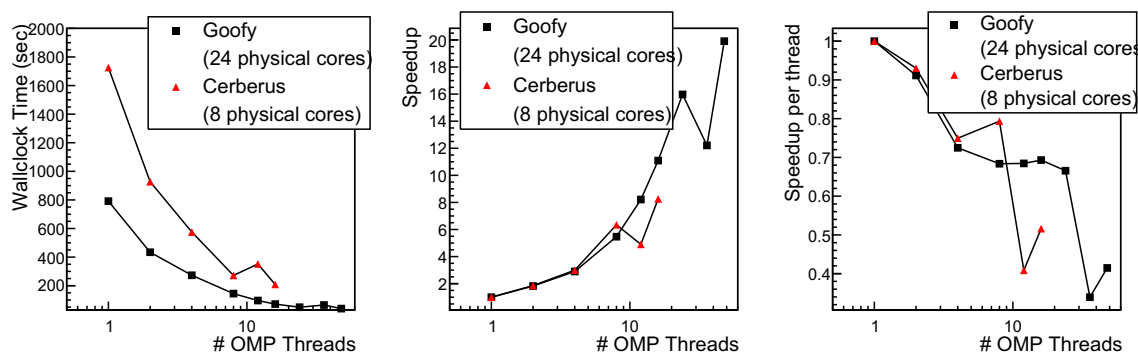 Wallclock Time (sec)
2000
1800
1600
1400
1200
1000
800
600
400
200
1
10
# OMP Threads
Goofy
(24 physical cores)
Cerberus
(8 physical cores)
Speedup
20
18
16
14
12
10
8
6
4
2
1
10
# OMP Threads
Goofy
(24 physical cores)
Cerberus
(8 physical cores)
Speedup per thread
1
0.9
0.8
0.7
0.6
0.5
0.4
1
10
# OMP Threads
Goofy
(24 physical cores)
Cerberus
(8 physical cores)